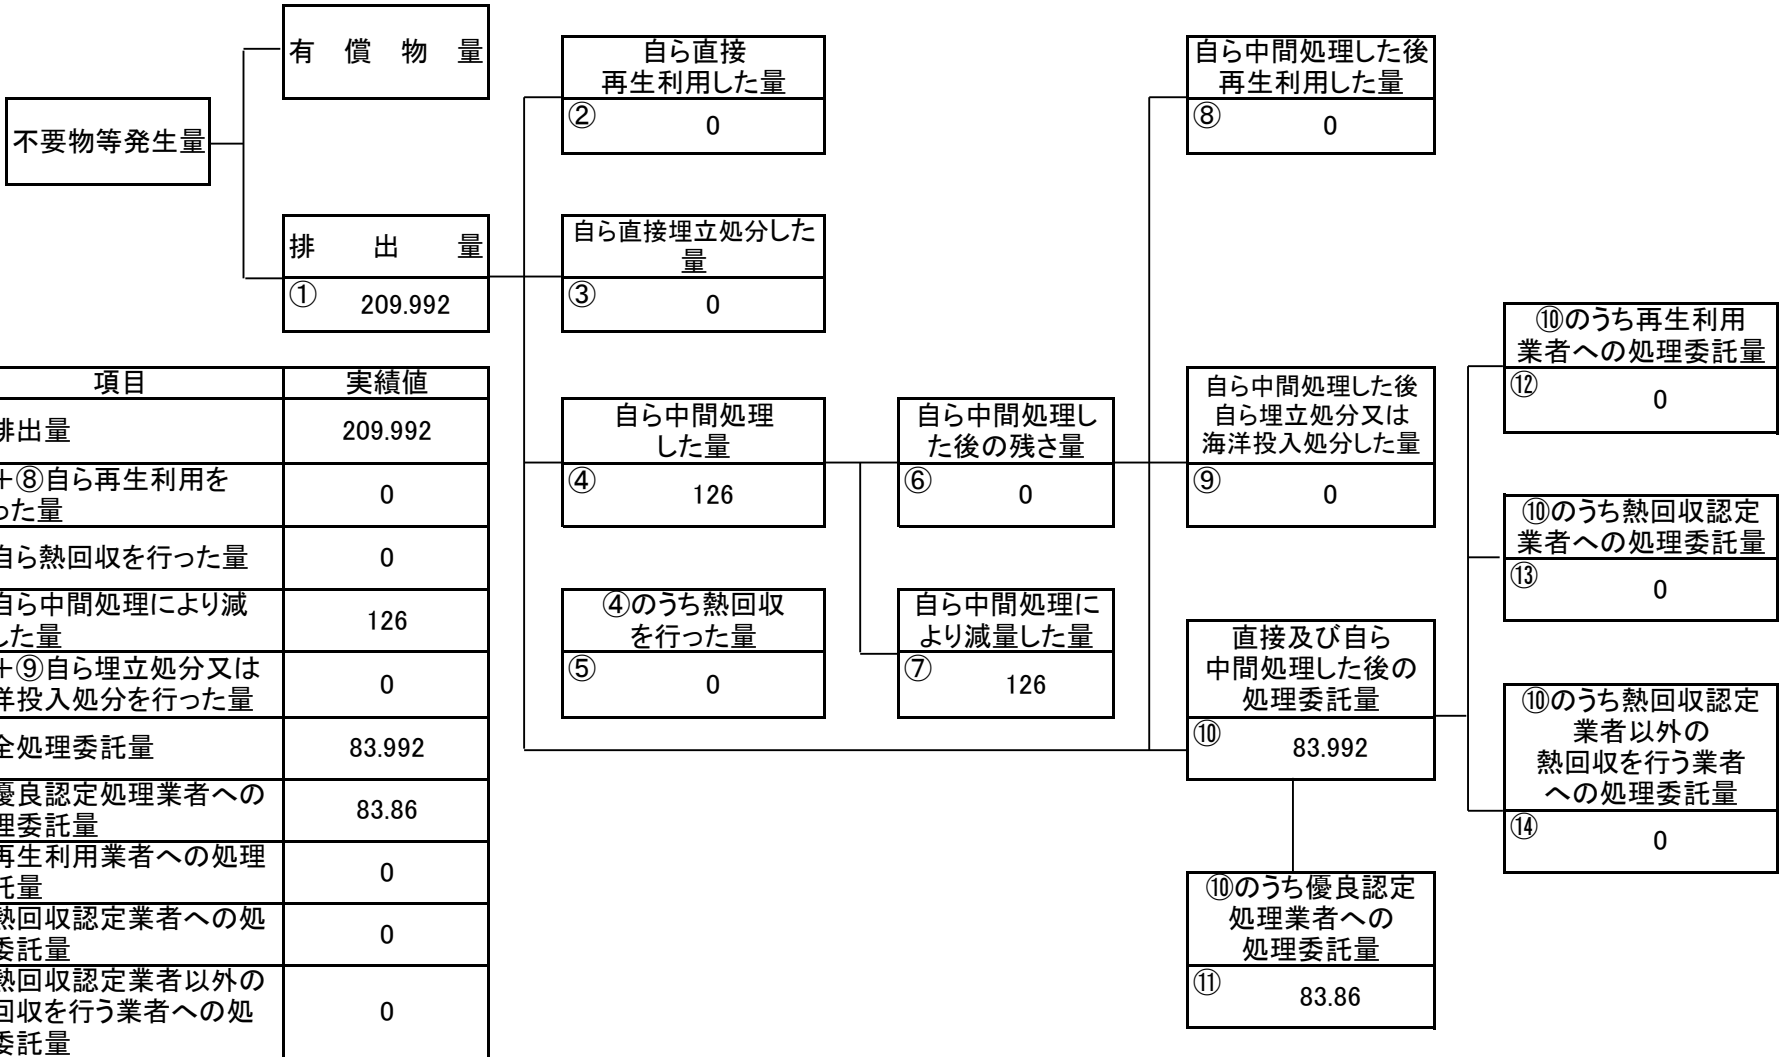 有償物量
不要物等発生量
排出量
① 209.992
自ら直接
再生利用した量
② 0
自ら直接埋立処分した
量
③ 0
自ら中間処理
した量
④ 126
④のうち熱回収
を行った量
⑤ 0
自ら中間処理し
た後の残さ量
⑥ 0
自ら中間処理に
より減量した量
⑦ 126
自ら中間処理した後
再生利用した量
⑧ 0
自ら中間処理した後
自ら埋立処分又は
海洋投入処分した量
⑨ 0
直接及び自ら
中間処理した後の
処理委託量
⑩ 83.992
⑩のうち優良認定
処理業者への
処理委託量
⑪ 83.86
⑩のうち再生利用
業者への処理委託量
⑫ 0
⑩のうち熱回収認定
業者への処理委託量
⑬ 0
⑩のうち熱回収認定
業者以外の
熱回収を行う業者
への処理委託量
⑭ 0
項目 実績値
排出量 209.992
+⑧自ら再生利用を
った量 0
自ら熱回収を行った量 0
自ら中間処理により減
した量 126
+⑨自ら埋立処分又は
洋投入処分を行った量 0
全処理委託量 83.992
優良認定処理業者への
理委託量 83.86
再生利用業者への処理
託量 0
熱回収認定業者への処
委託量 0
熱回収認定業者以外の
回収を行う業者への処
委託量 0